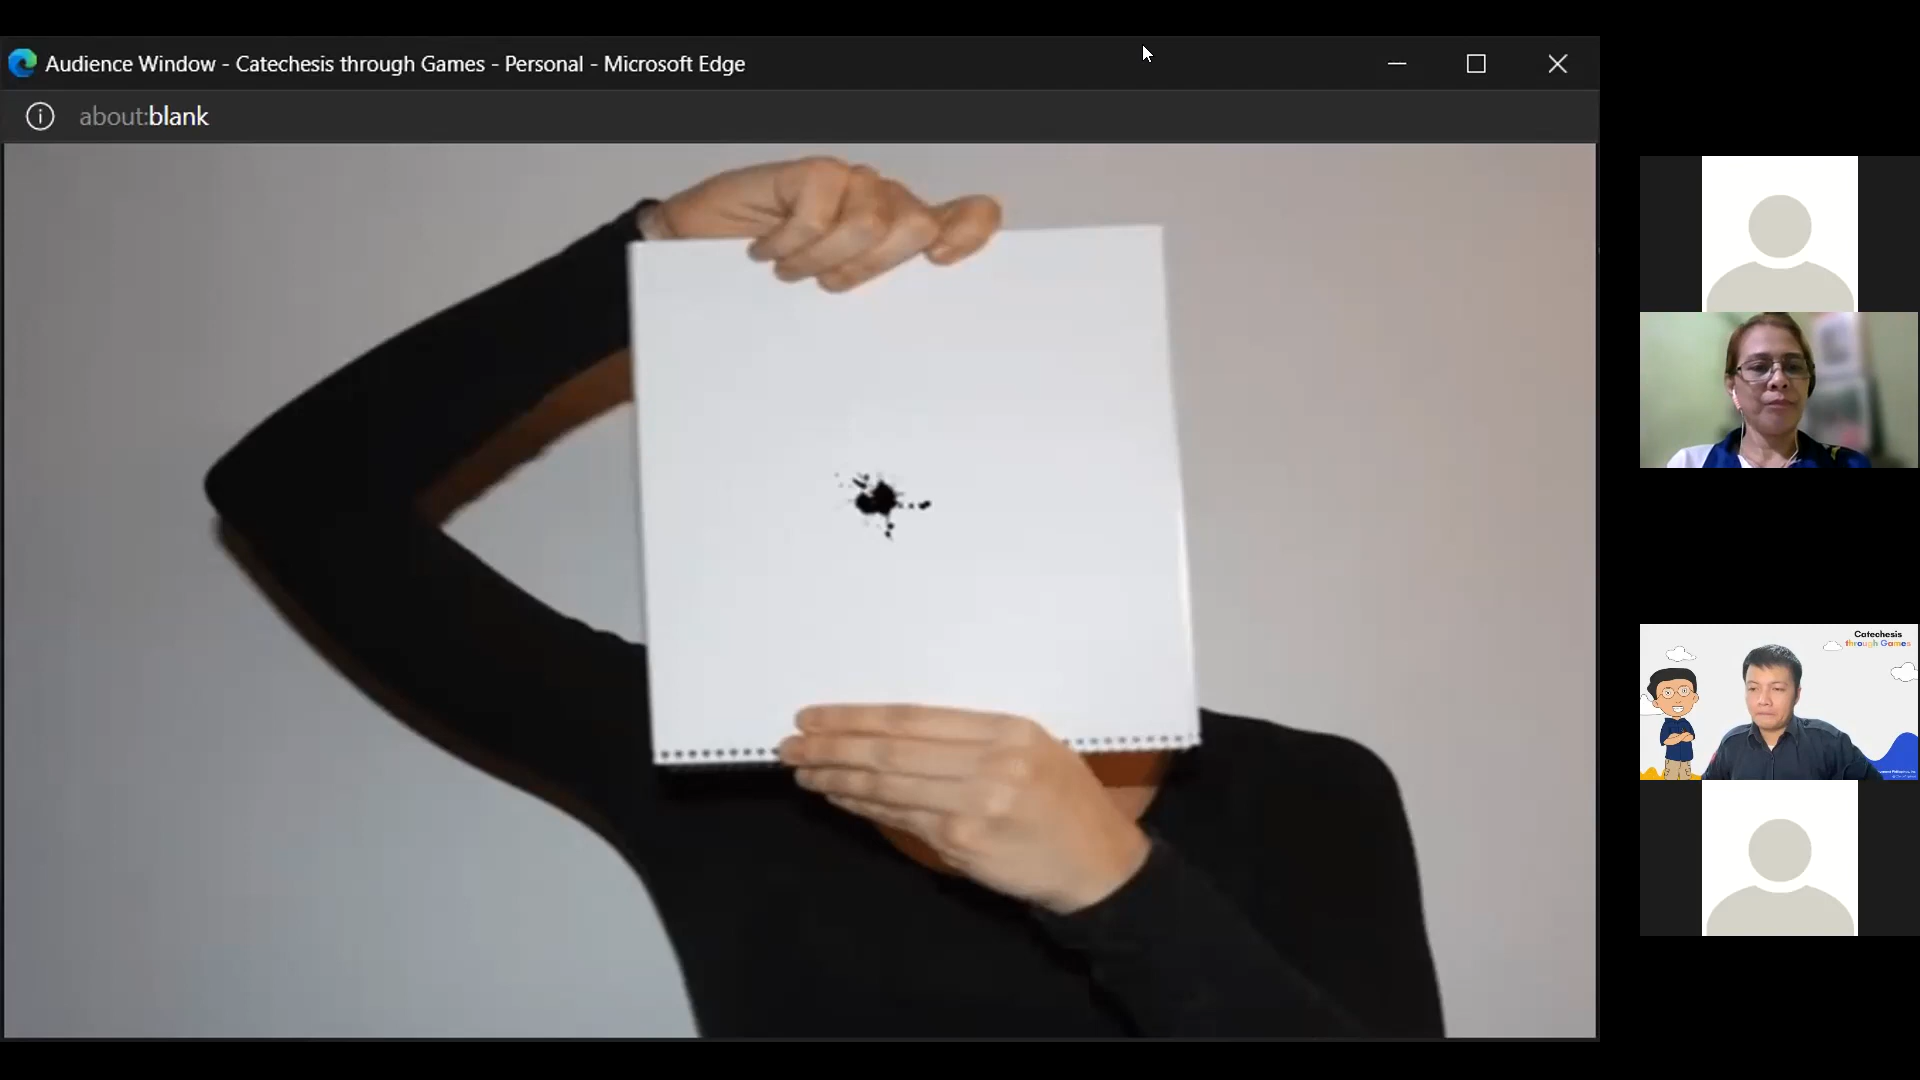 Audience Window - Catechesis through Games - Personal - Microsoft Edge
about:blank
Catechesis
through Games